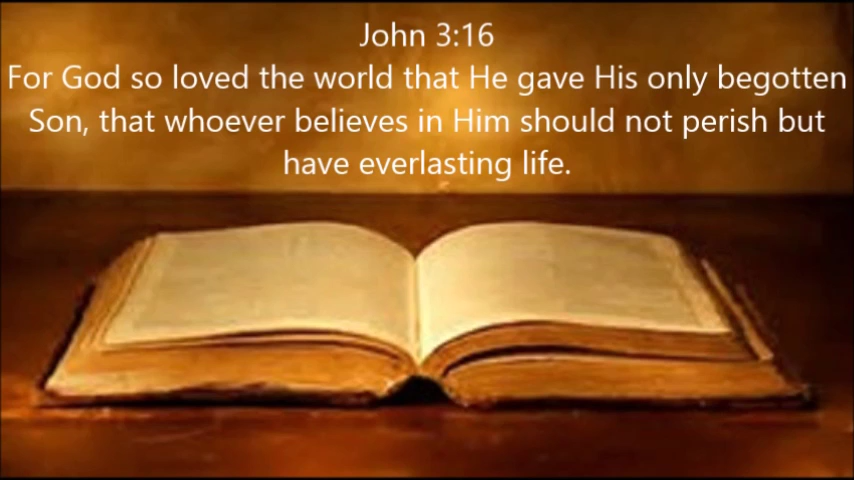 John 3:16
For God so loved the world that He gave His only begotten
Son, that whoever believes in Him should not perish but
have everlasting life.